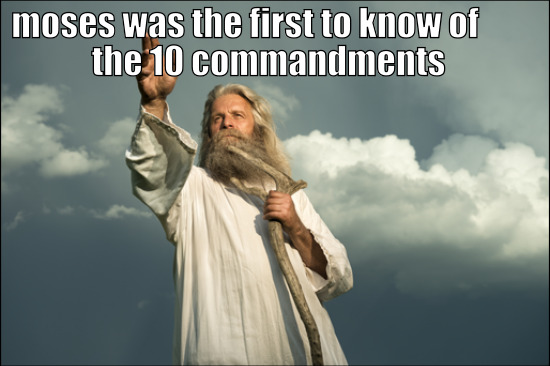 moses was the first to know of
the 10 commandments